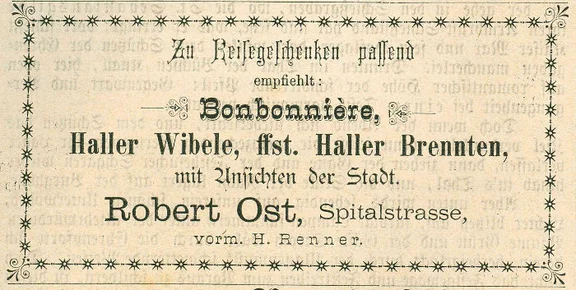 Zu Reisegeschenken passend
empfiehlt:
Bonbonnière,
Haller Wibele, ffst. Haller Brennten,
mit Ansichten der Stadt.
Robert Ost, Spitalstrasse,
vorm. H. Renner.